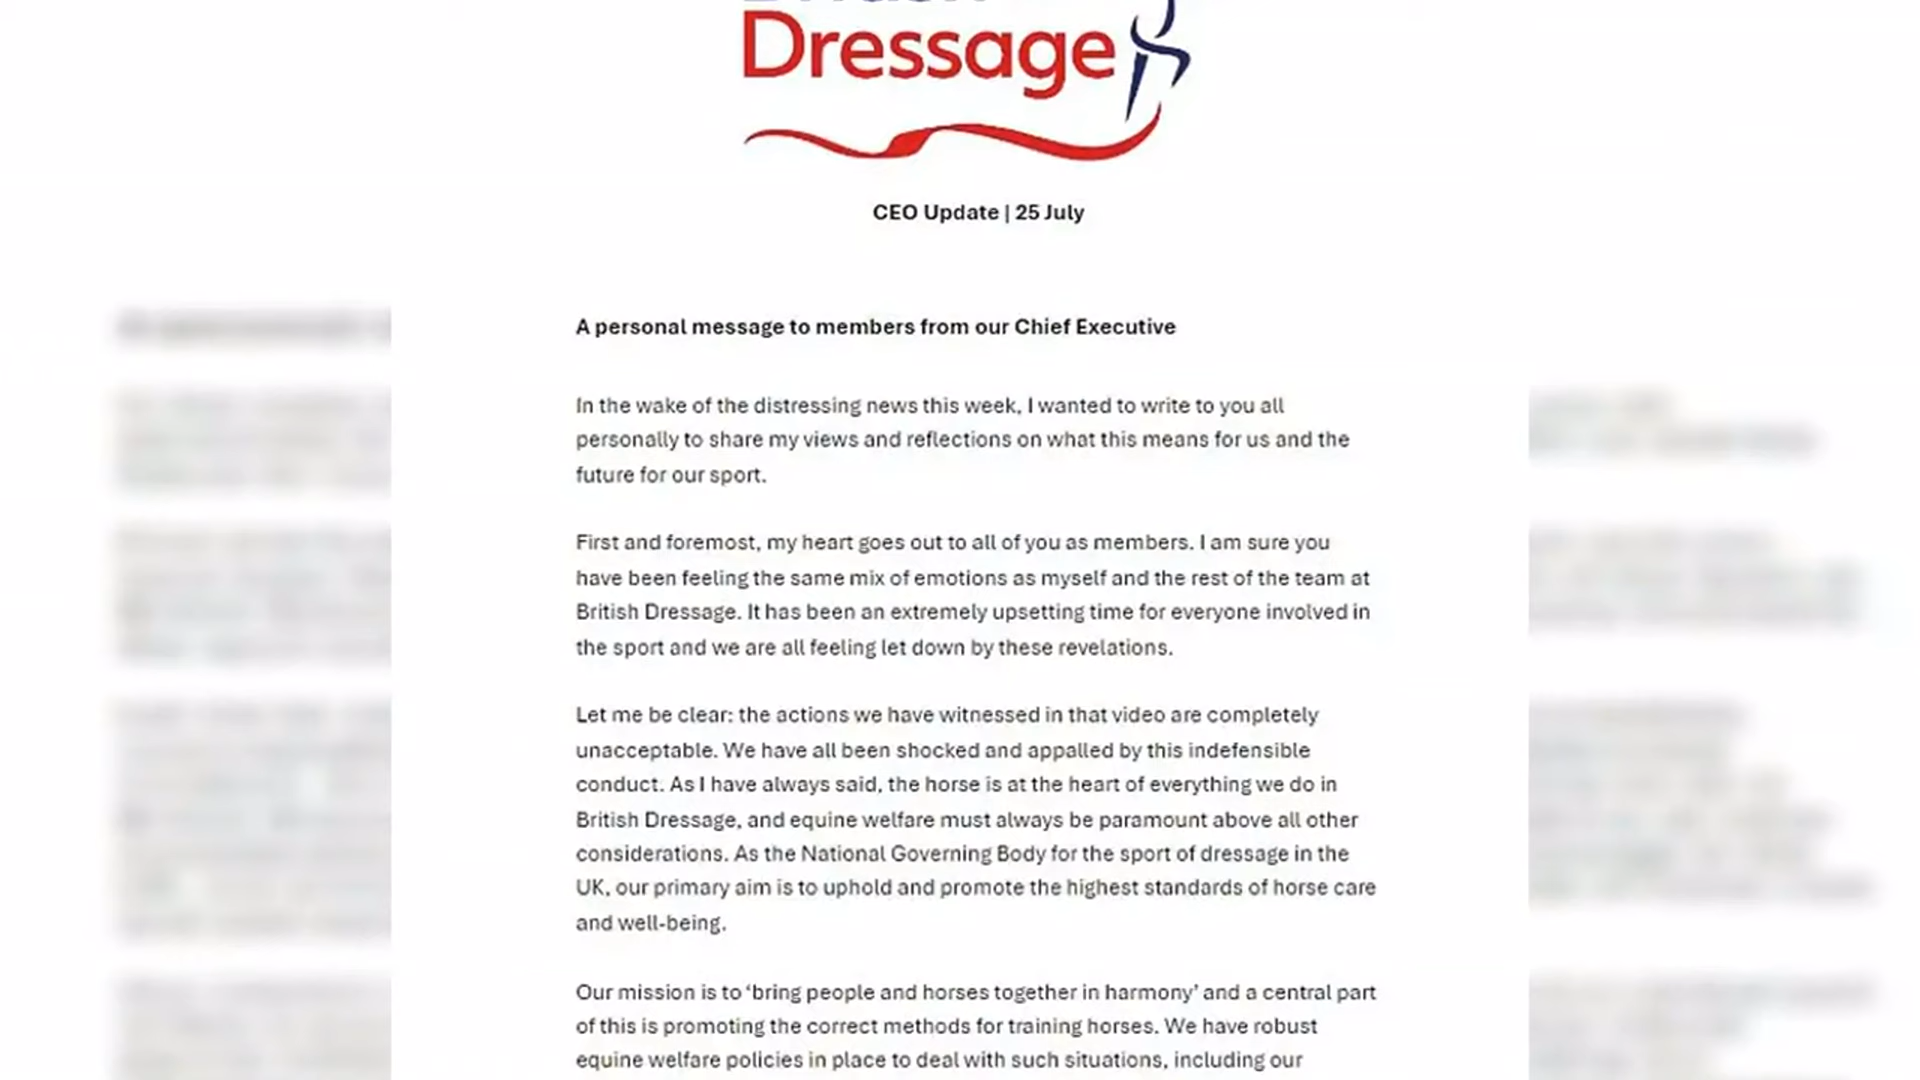 Dressage
CEO Update | 25 July
A personal message to members from our Chief Executive
In the wake of the distressing news this week, I wanted to write to you all
personally to share my views and reflections on what this means for us and the
future for our sport.
First and foremost, my heart goes out to all of you as members. I am sure you
have been feeling the same mix of emotions as myself and the rest of the team at
British Dressage. It has been an extremely upsetting time for everyone involved in
the sport and we are all feeling let down by these revelations.
Let me be clear: the actions we have witnessed in that video are completely
unacceptable. We have all been shocked and appalled by this indefensible
conduct. As I have always said, the horse is at the heart of everything we do in
British Dressage, and equine welfare must always be paramount above all other
considerations. As the National Governing Body for the sport of dressage in the
UK, our primary aim is to uphold and promote the highest standards of horse care
and well-being.
Our mission is to ‘bring people and horses together in harmony’ and a central part
of this is promoting the correct methods for training horses. We have robust
equine welfare policies in place to deal with such situations, including our